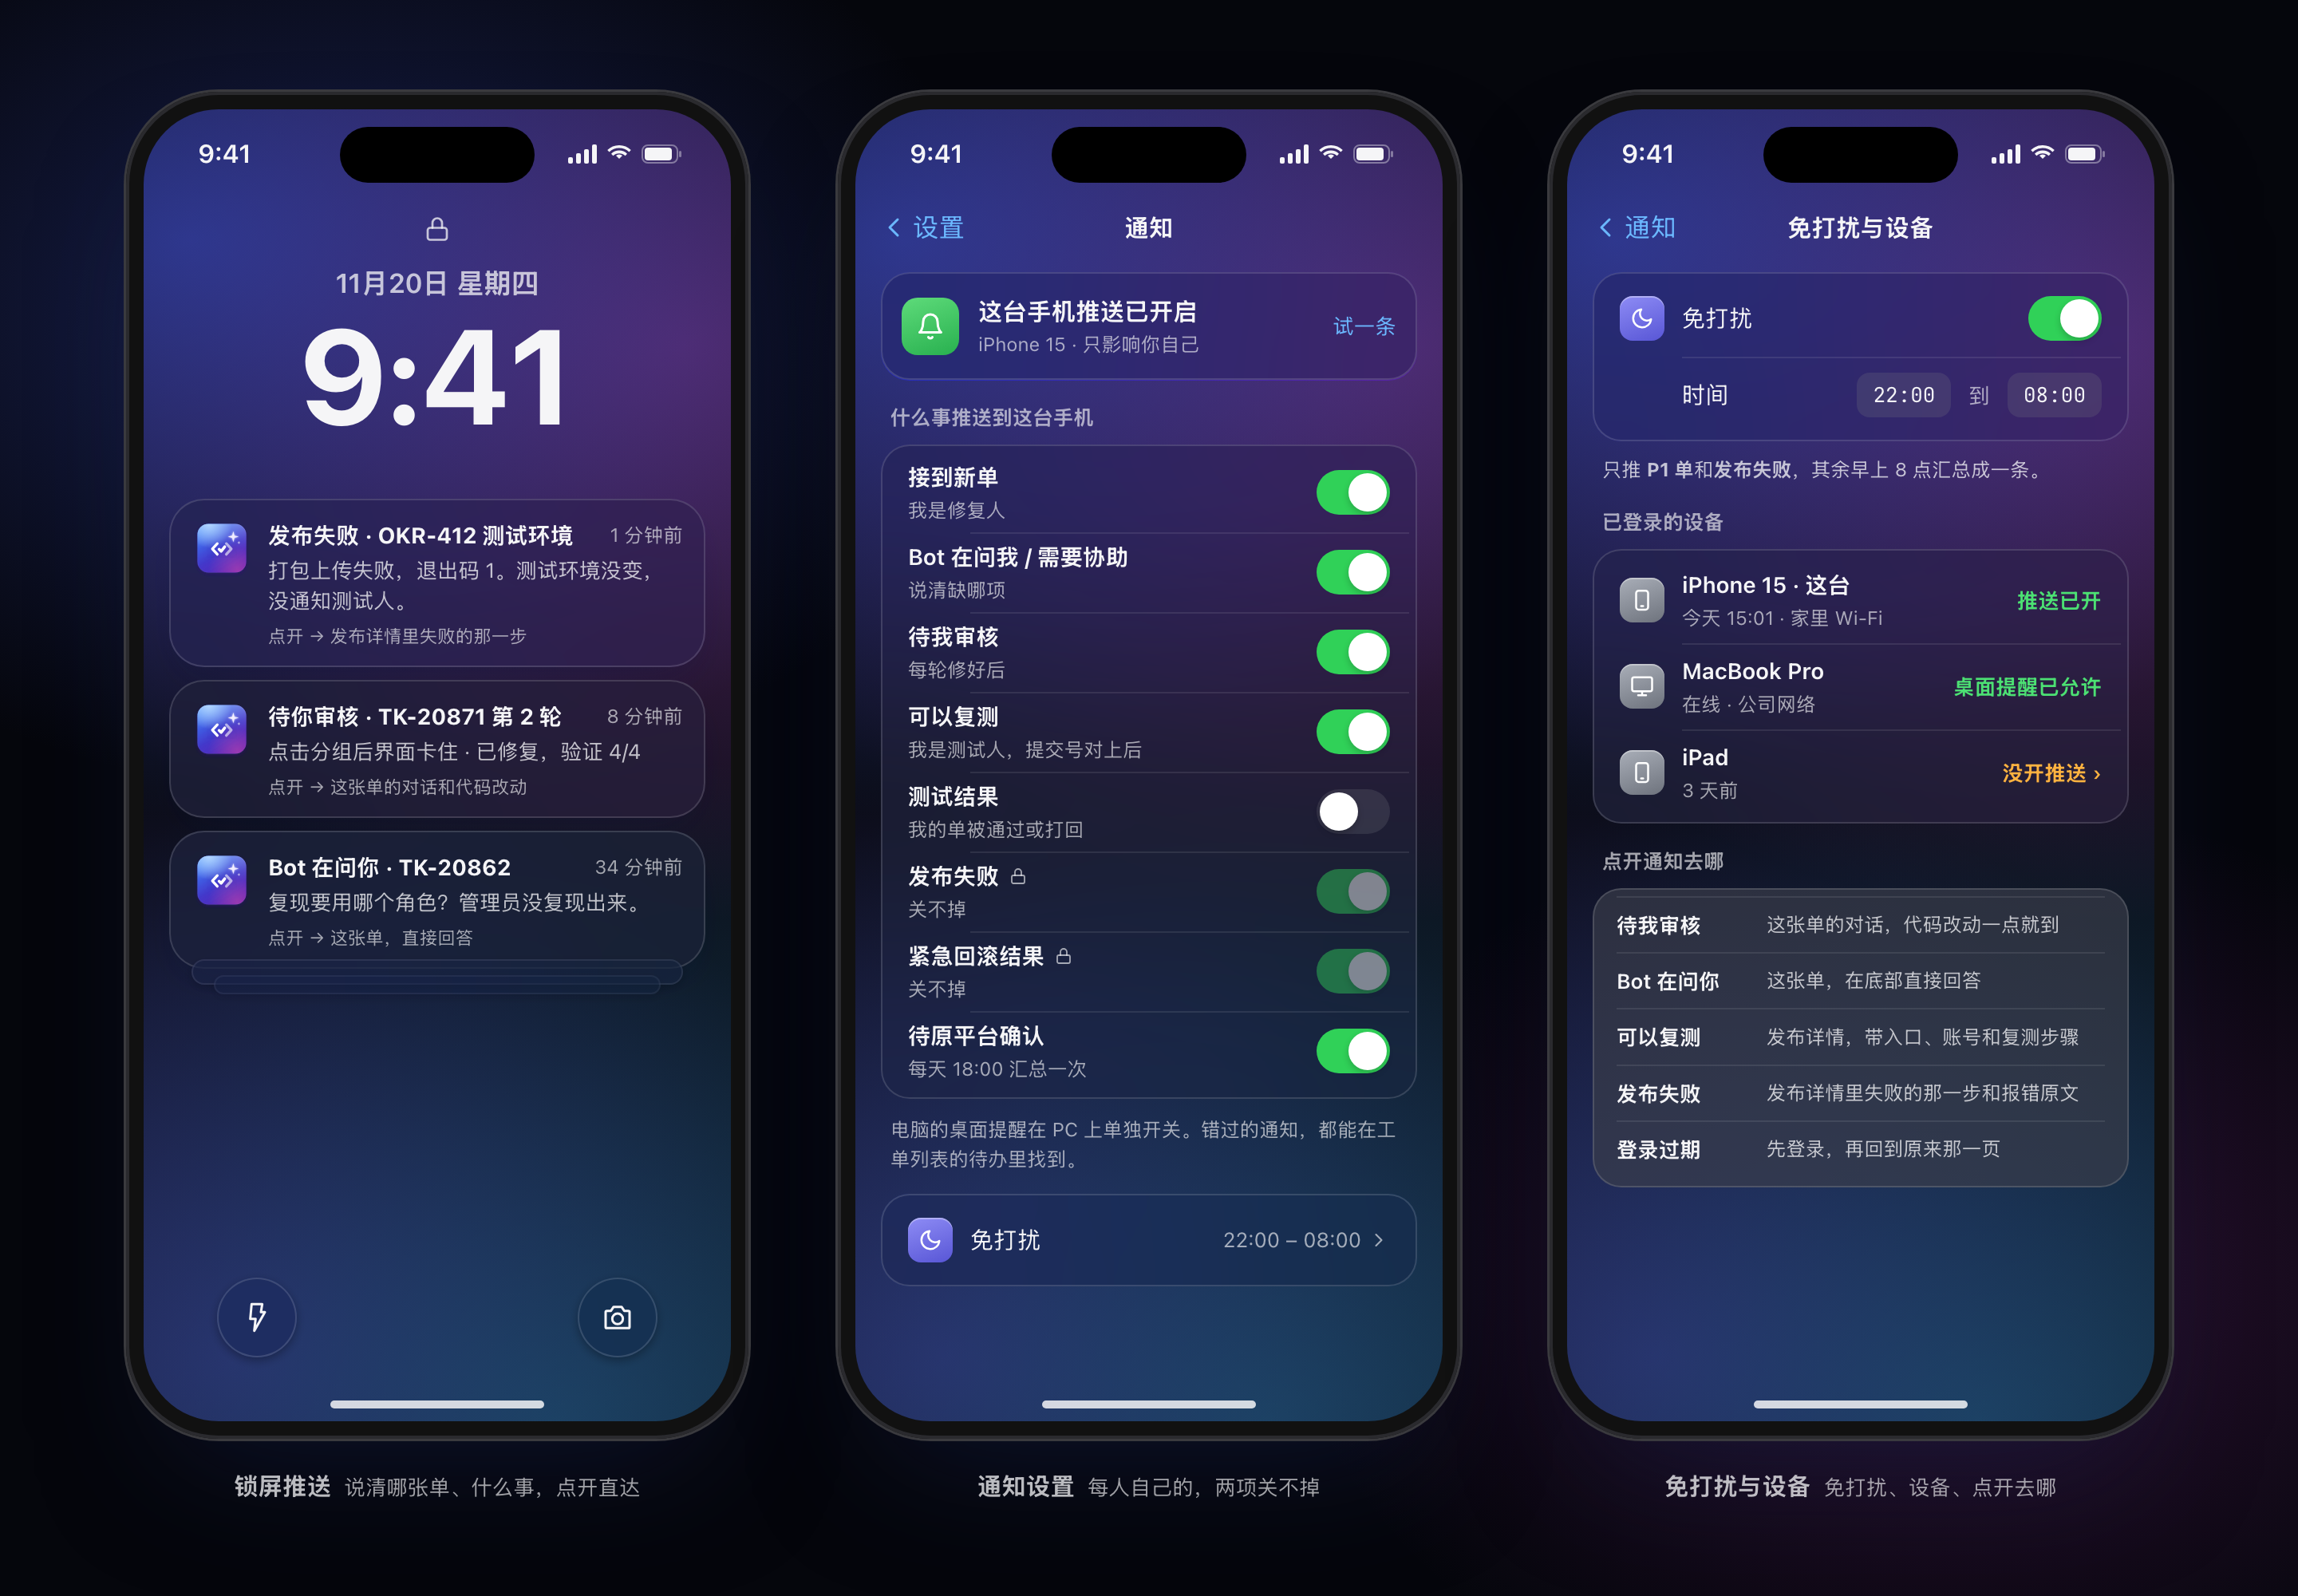 9:41
11月20日 星期四
9:41
发布失败 · OKR-412 测试环境 1 分钟前
打包上传失败，退出码 1。测试环境没变，
没通知测试人。
点开 → 发布详情里失败的那一步
待你审核 · TK-20871 第 2 轮 8 分钟前
点击分组后界面卡住 · 已修复，验证 4/4
点开 → 这张单的对话和代码改动
Bot 在问你 · TK-20862 34 分钟前
复现要用哪个角色？管理员没复现出来。
点开 → 这张单，直接回答
锁屏推送 说清哪张单、什么事，点开直达
9:41
设置 通知
这台手机推送已开启
iPhone 15 · 只影响你自己
试一条
什么事推送到这台手机
接到新单
我是修复人
Bot 在问我 / 需要协助
说清缺哪项
待我审核
每轮修好后
可以复测
我是测试人，提交号对上后
测试结果
我的单被通过或打回
发布失败
关不掉
紧急回滚结果
关不掉
待原平台确认
每天 18:00 汇总一次
电脑的桌面提醒在 PC 上单独开关。错过的通知，都能在工
单列表的待办里找到。
免打扰 22:00 – 08:00
通知设置 每人自己的，两项关不掉
9:41
通知 免打扰与设备
免打扰
时间 22:00 到 08:00
只推 P1 单和发布失败，其余早上 8 点汇总成一条。
已登录的设备
iPhone 15 · 这台
今天 15:01 · 家里 Wi-Fi
推送已开
MacBook Pro
在线 · 公司网络
桌面提醒已允许
iPad
3 天前
没开推送 ›
点开通知去哪
待我审核 这张单的对话，代码改动一点就到
Bot 在问你 这张单，在底部直接回答
可以复测 发布详情，带入口、账号和复测步骤
发布失败 发布详情里失败的那一步和报错原文
登录过期 先登录，再回到原来那一页
免打扰与设备 免打扰、设备、点开去哪